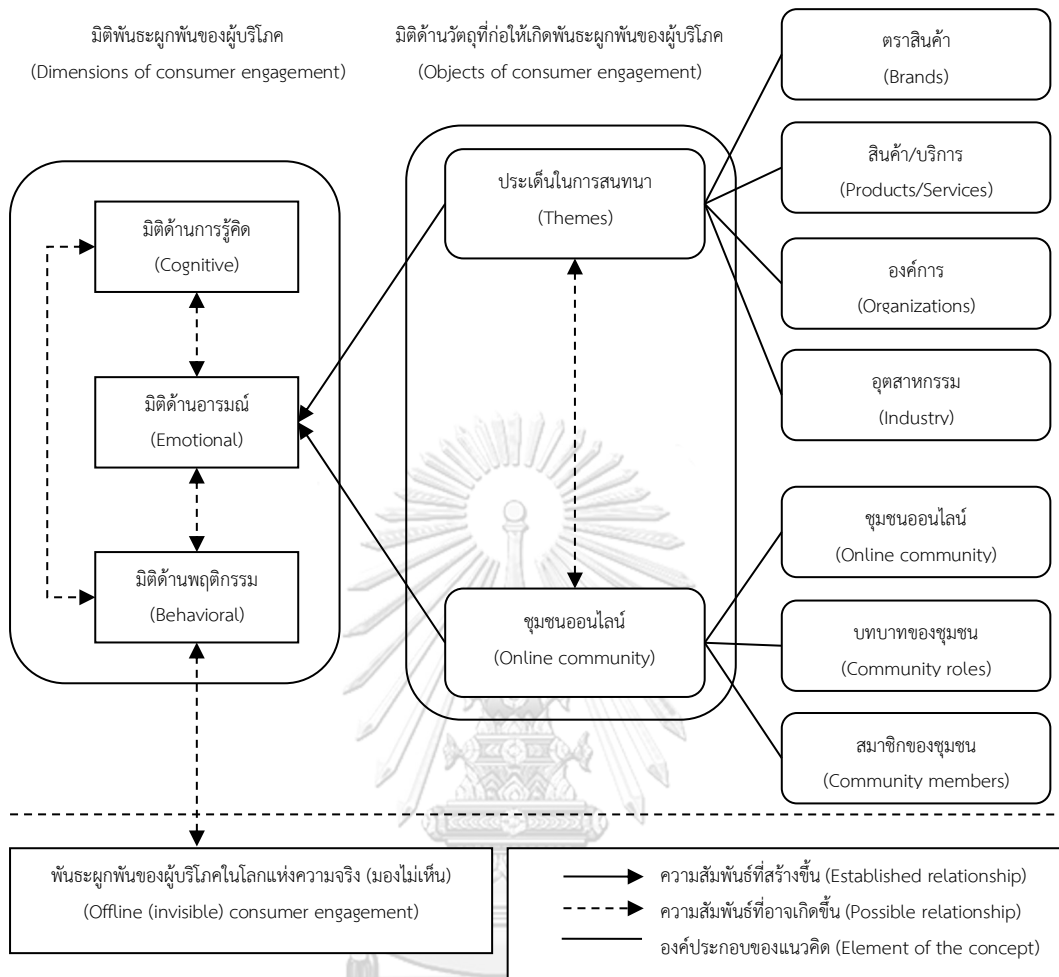 มิติพันธะผูกพันของผู้บริโภค
(Dimensions of consumer engagement)
มิติด้านวัตถุที่ก่อให้เกิดพันธะผูกพันของผู้บริโภค
(Objects of consumer engagement)
ตราสินค้า
(Brands)
สินค้า/บริการ
(Products/Services)
ประเด็นในการสนทนา
(Themes)
มิติด้านการรู้คิด
(Cognitive)
องค์การ
(Organizations)
อุตสาหกรรม
(Industry)
มิติด้านอารมณ์
(Emotional)
ชุมชนออนไลน์
(Online community)
มิติด้านพฤติกรรม
(Behavioral)
ชุมชนออนไลน์
(Online community)
บทบาทของชุมชน
(Community roles)
สมาชิกของชุมชน
(Community members)
พันธะผูกพันของผู้บริโภคในโลกแห่งความจริง (มองไม่เห็น)
(Offline (invisible) consumer engagement)
ความสัมพันธ์ที่สร้างขึ้น (Established relationship)
ความสัมพันธ์ที่อาจเกิดขึ้น (Possible relationship)
องค์ประกอบของแนวคิด (Element of the concept)